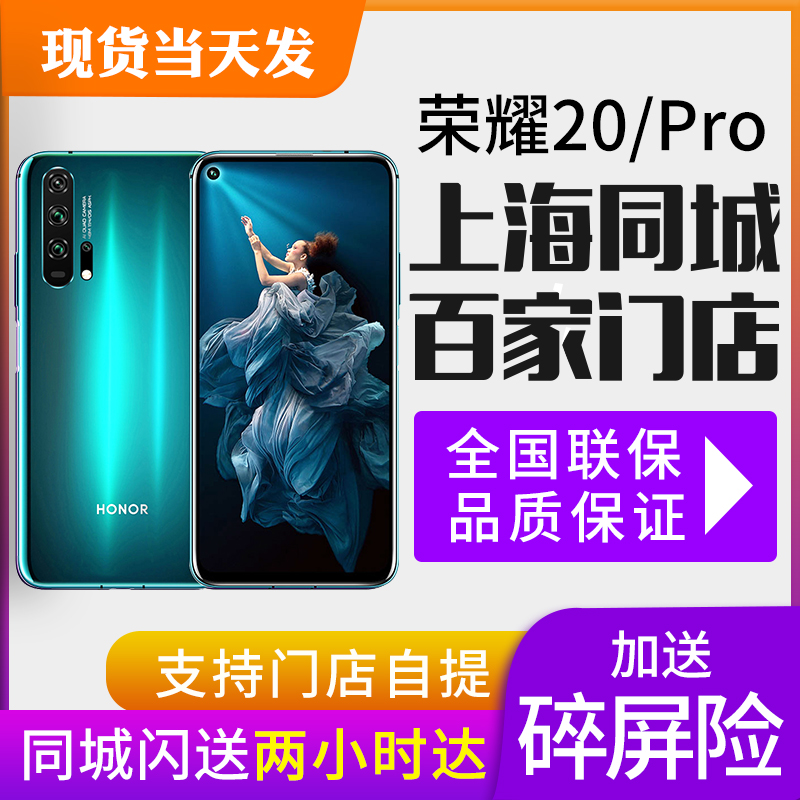 现货当天发
荣耀20/Pro
上海同城
百家门店
全国联保
品质保证
HONOR
支持门店自提
加送
碎屏险
同城闪送两小时达